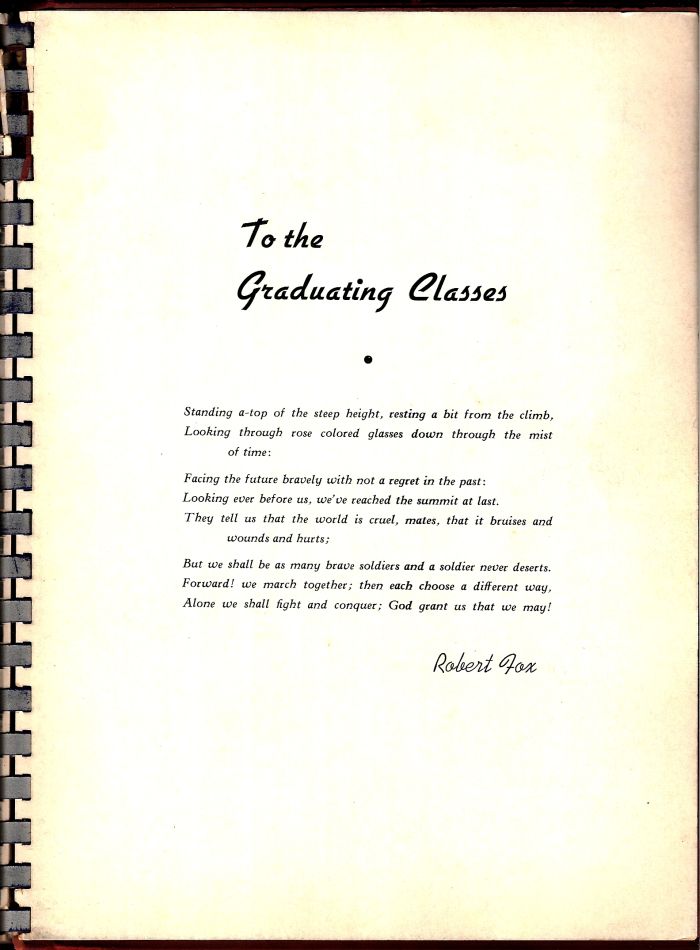 To the
Graduating Classes
Standing a-top of the steep height, resting a bit from the climb,
Looking through rose colored glasses down through the mist
of time:
Facing the future bravely with not a regret in the past:
Looking ever before us, we've reached the summit at last.
They tell us that the world is cruel, mates, that it bruises and
wounds and hurts;
But we shall be as many brave soldiers and a soldier never deserts.
Forward! we march together; then each choose a different way,
Alone we shall fight and conquer; God grant us that we may!
Robert Fox